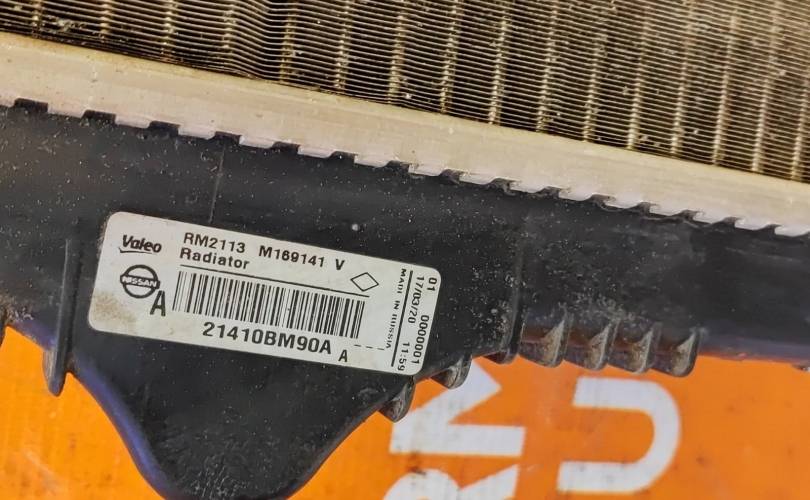 Valeo
RM2113 M169141 V
Radiator
NISSAN
A
21410BM90A A
MADE IN RUSSIA
01 0000001
17/03/20 11:59